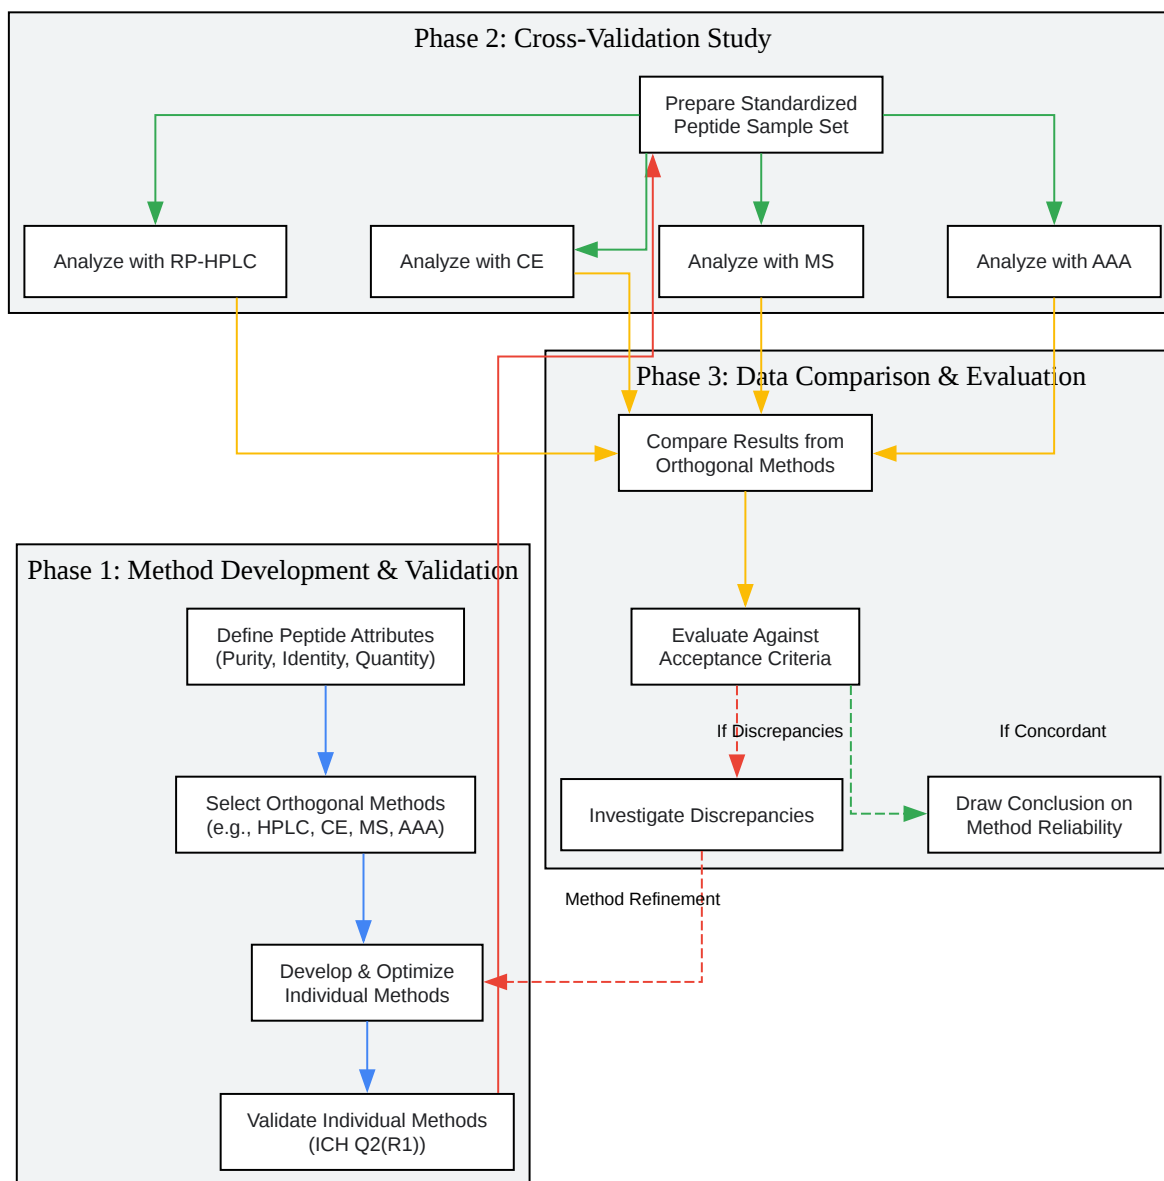 Phase 2: Cross-Validation Study
Prepare Standardized
Peptide Sample Set
Analyze with RP-HPLC
Analyze with CE
Analyze with MS
Analyze with AAA
Phase 3: Data Comparison & Evaluation
Compare Results from
Orthogonal Methods
Phase 1: Method Development & Validation
Define Peptide Attributes
(Purity, Identity, Quantity)
Evaluate Against
Acceptance Criteria
If Discrepancies
If Concordant
Select Orthogonal Methods
(e.g., HPLC, CE, MS, AAA)
Investigate Discrepancies
Draw Conclusion on
Method Reliability
Method Refinement
Develop & Optimize
Individual Methods
Validate Individual Methods
(ICH Q2(R1))